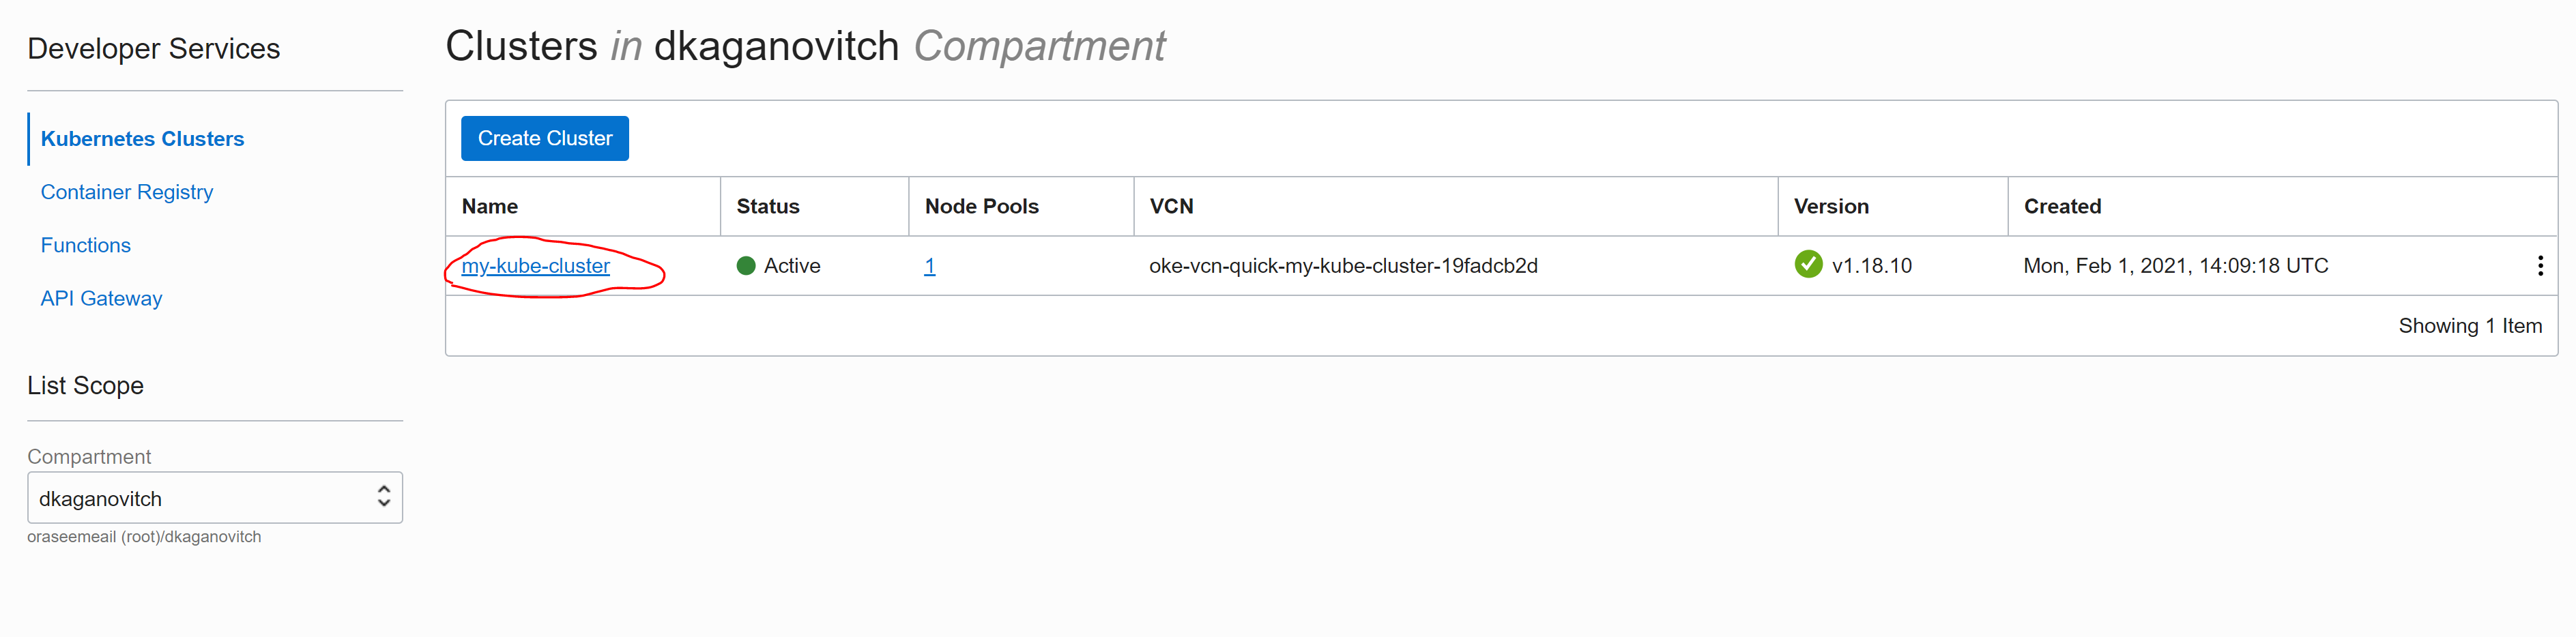 Developer Services
Kubernetes Clusters
Container Registry
Functions
API Gateway
List Scope
Compartment
dkaganovitch
oraseemeail (root)/dkaganovitch
Clusters in dkaganovitch Compartment
Create Cluster
Name Status Node Pools VCN Version Created
my-kube-cluster Active 1 oke-vcn-quick-my-kube-cluster-19fadcb2d v1.18.10 Mon, Feb 1, 2021, 14:09:18 UTC
Showing 1 Item